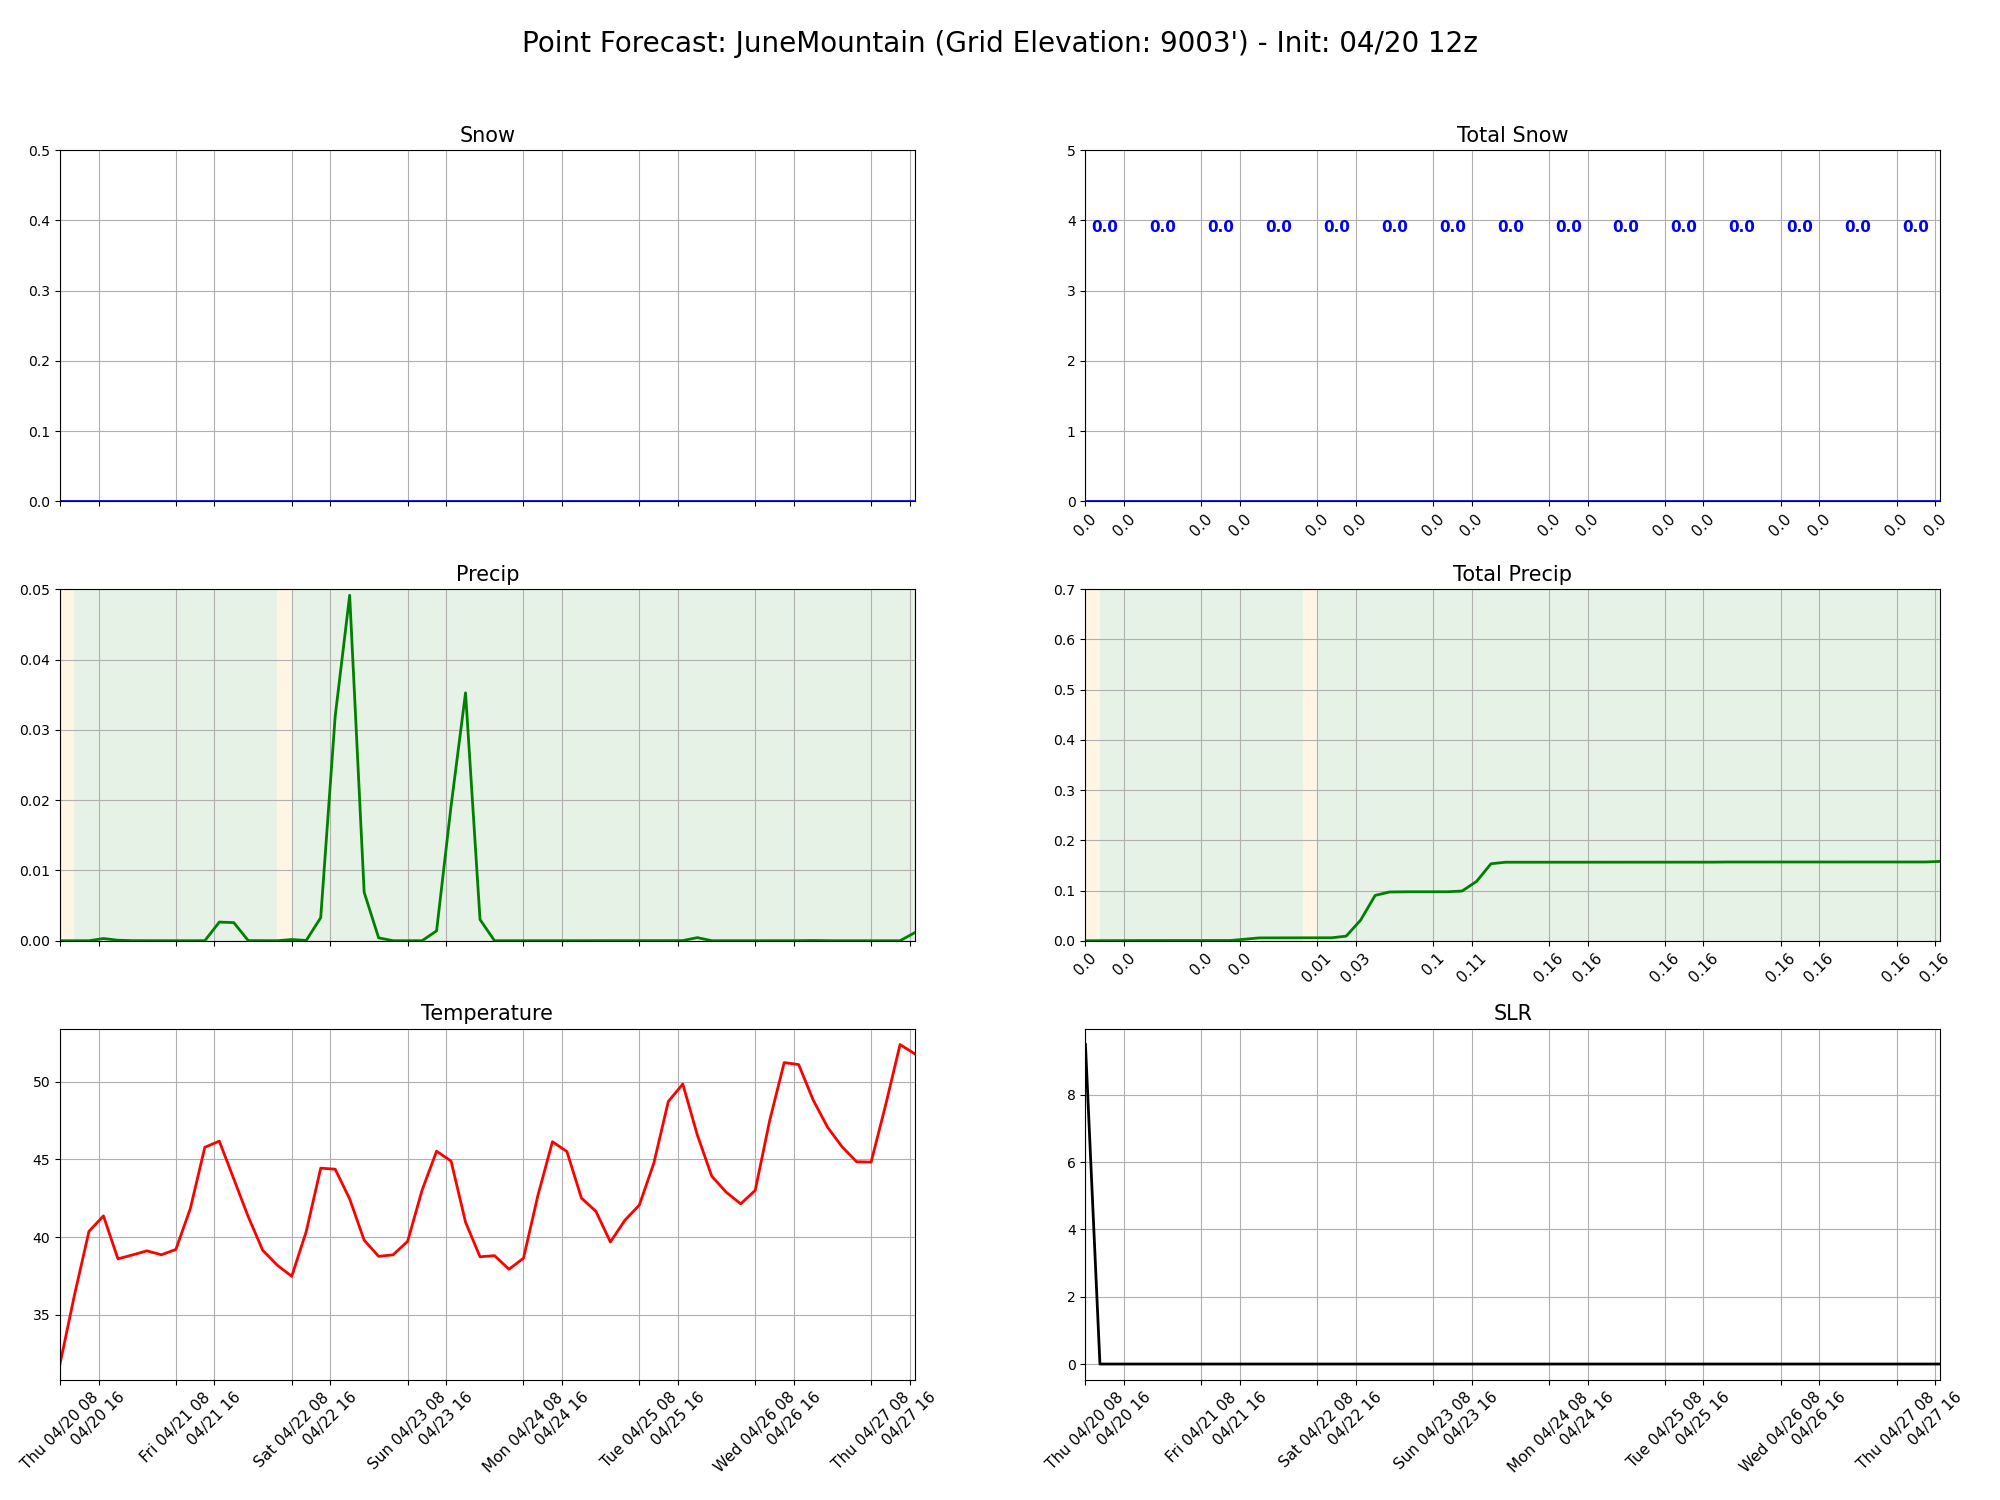 Point Forecast: JuneMountain (Grid Elevation: 9003') - Init: 04/20 12z
Snow
0.5
0.4
0.3
0.2
0.1
0.0
Total Snow
5
4
3
2
1
0
0.0 0.0 0.0 0.0 0.0 0.0 0.0 0.0 0.0 0.0 0.0 0.0 0.0 0.0 0.0
0.0 0.0 0.0 0.0 0.0 0.0 0.0 0.0 0.0 0.0 0.0 0.0 0.0 0.0 0.0 0.0
Precip
0.05
0.04
0.03
0.02
0.01
0.00
Total Precip
0.7
0.6
0.5
0.4
0.3
0.2
0.1
0.0
0.0 0.0 0.0 0.0 0.01 0.03 0.1 0.11 0.16 0.16 0.16 0.16 0.16 0.16 0.16 0.16
Temperature
50
45
40
35
Thu 04/20 08
04/20 16
Fri 04/21 08
04/21 16
Sat 04/22 08
04/22 16
Sun 04/23 08
04/23 16
Mon 04/24 08
04/24 16
Tue 04/25 08
04/25 16
Wed 04/26 08
04/26 16
Thu 04/27 08
04/27 16
SLR
8
6
4
2
0
Thu 04/20 08
04/20 16
Fri 04/21 08
04/21 16
Sat 04/22 08
04/22 16
Sun 04/23 08
04/23 16
Mon 04/24 08
04/24 16
Tue 04/25 08
04/25 16
Wed 04/26 08
04/26 16
Thu 04/27 08
04/27 16